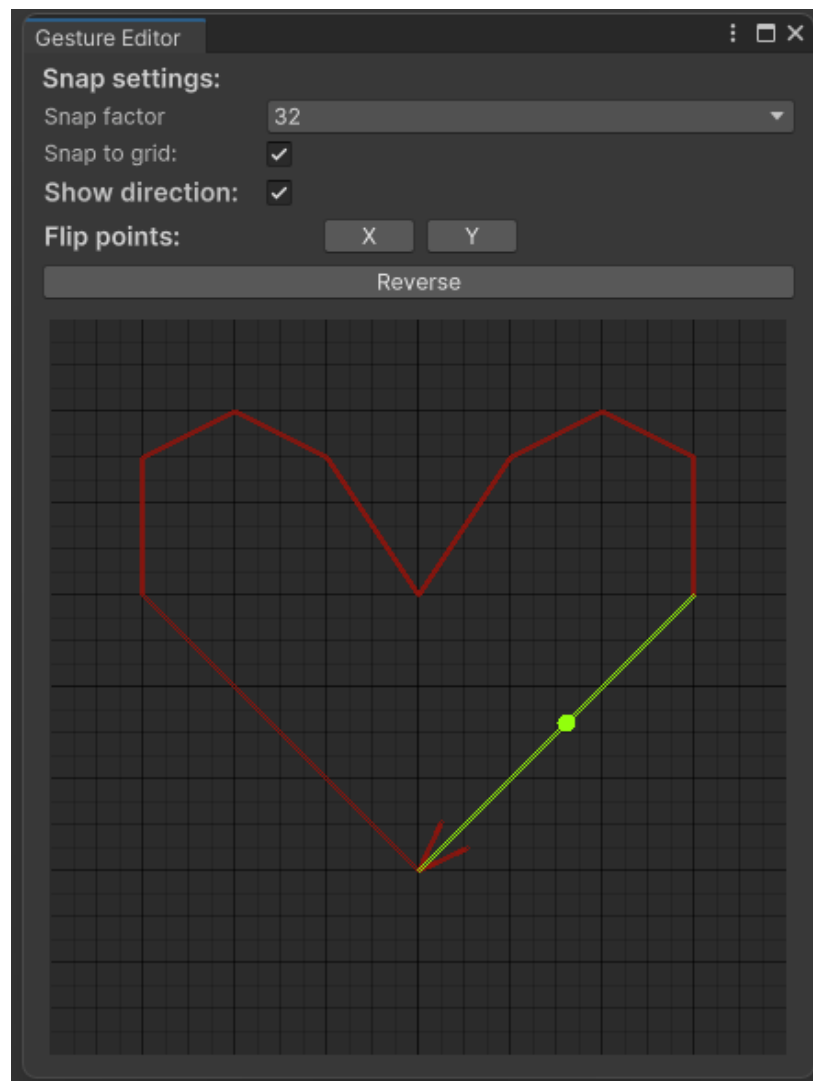 Gesture Editor
Snap settings:
Snap factor 32
Snap to grid:
Show direction:
Flip points: X Y
Reverse